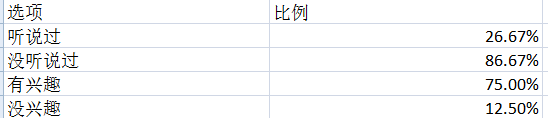 选项 比例
听说过 26.67%
没听说过 86.67%
有兴趣 75.00%
没兴趣 12.50%